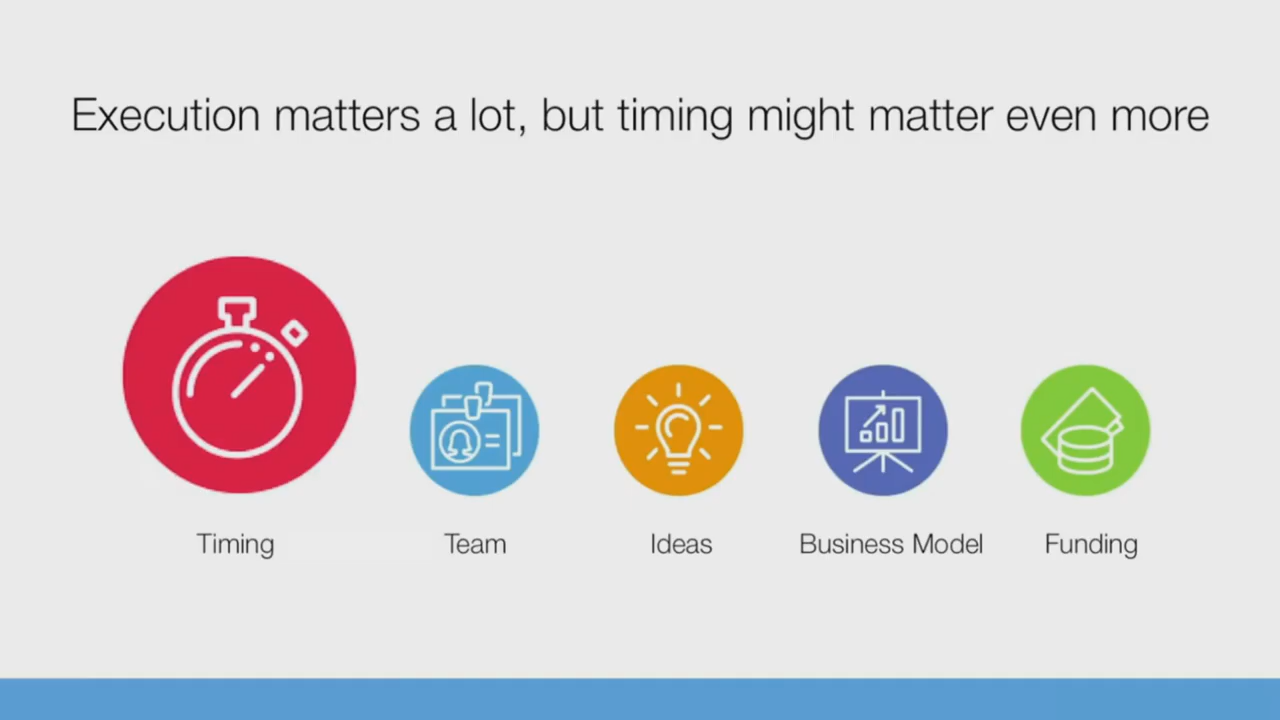 Execution matters a lot, but timing might matter even more
Timing
Team
Ideas
Business Model
Funding